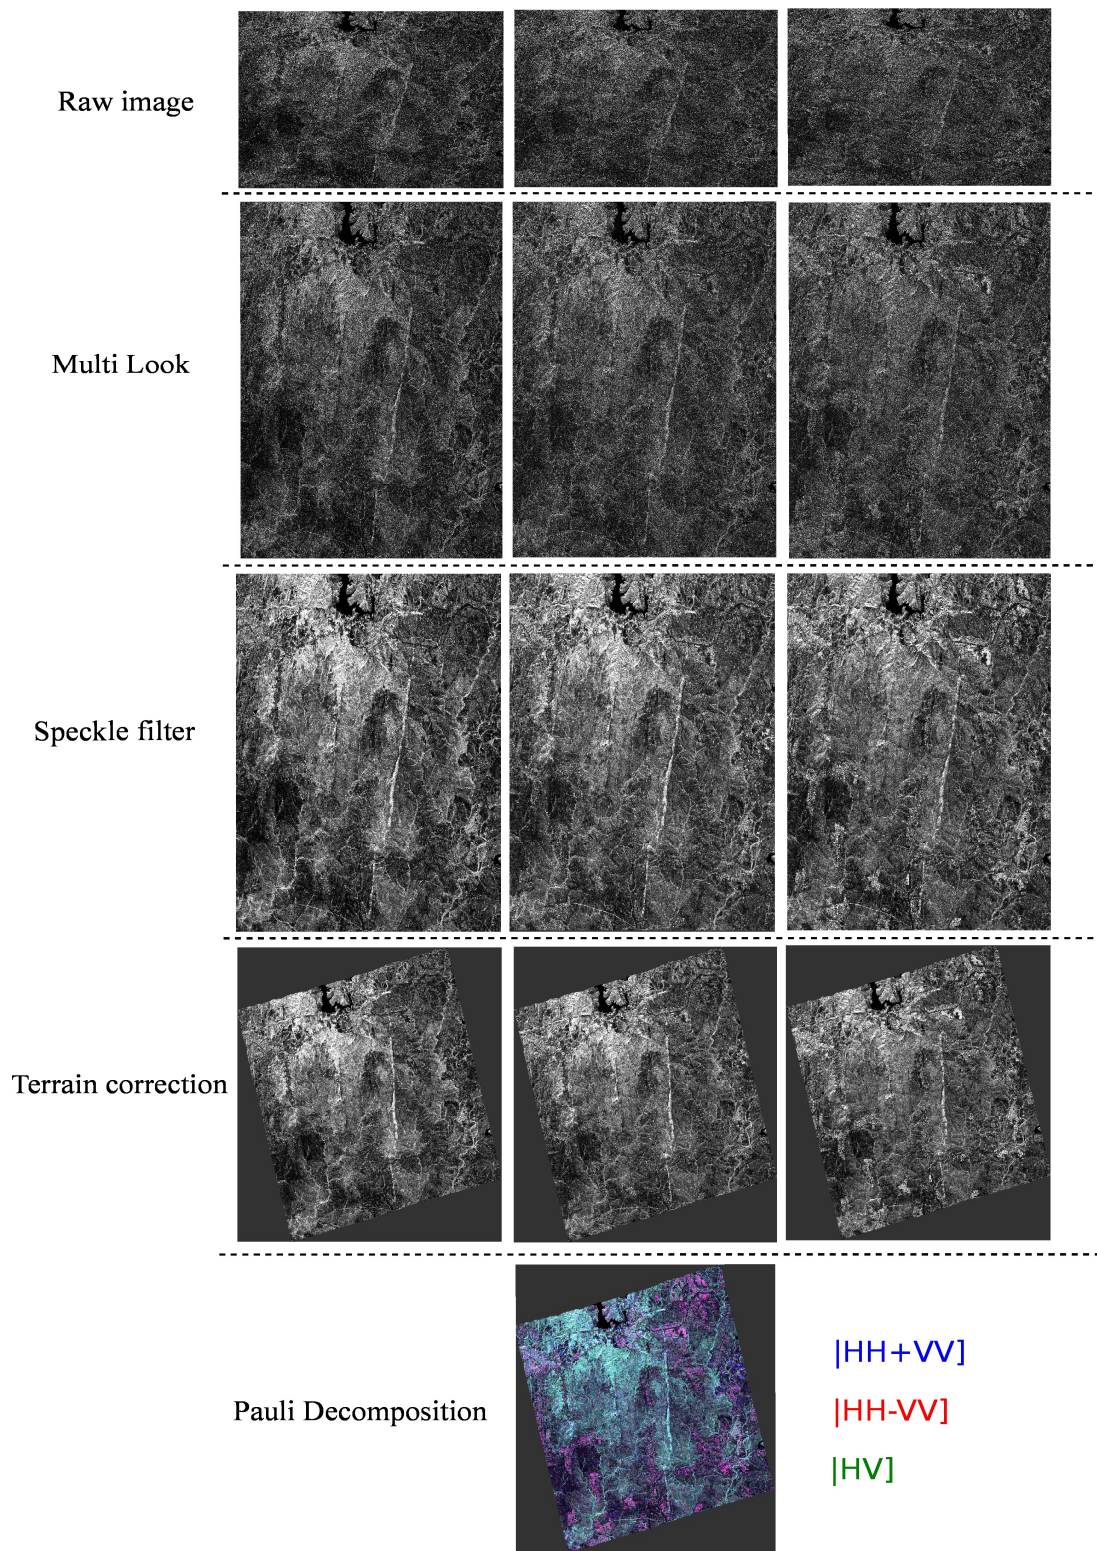 Raw image
Multi Look
Speckle filter
Terrain correction
Pauli Decomposition
|HH+VV]
|HH-VV]
|HV]